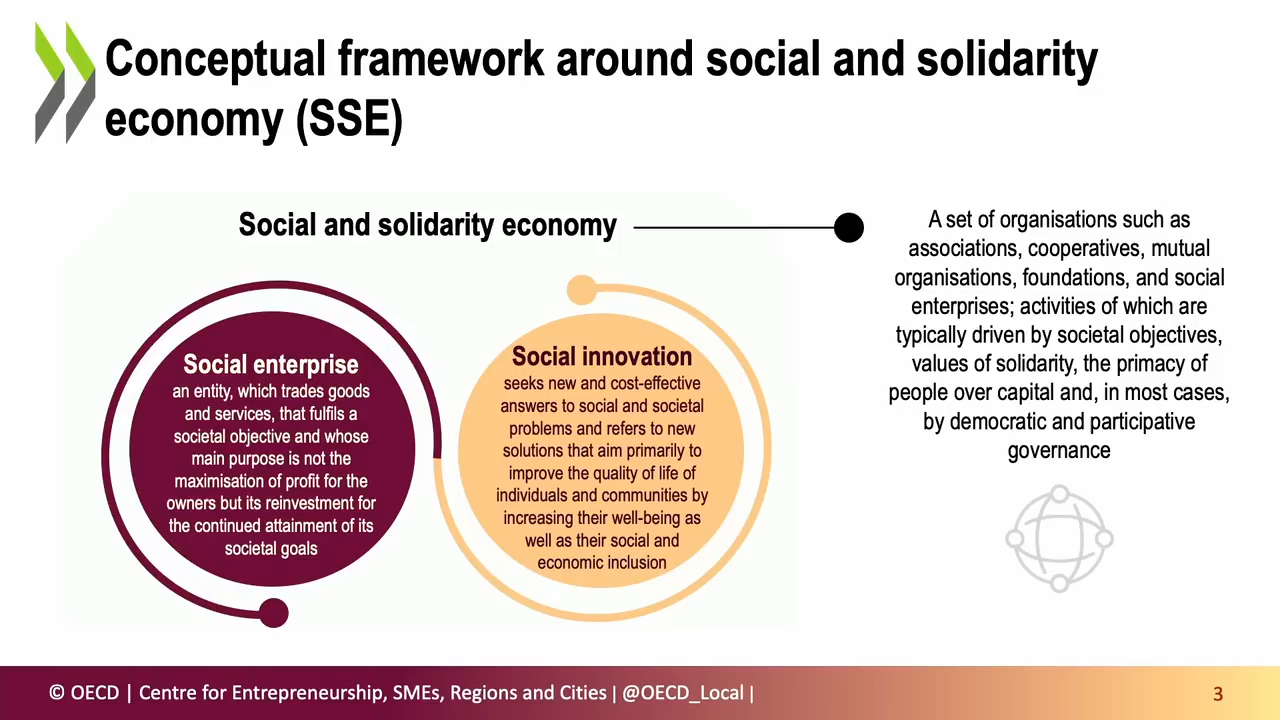 Conceptual framework around social and solidarity
economy (SSE)
Social and solidarity economy
A set of organisations such as
associations, cooperatives, mutual
organisations, foundations, and social
enterprises; activities of which are
typically driven by societal objectives,
values of solidarity, the primacy of
people over capital and, in most cases,
by democratic and participative
governance
Social enterprise
an entity, which trades goods
and services, that fulfils a
societal objective and whose
main purpose is not the
maximisation of profit for the
owners but its reinvestment for
the continued attainment of its
societal goals
Social innovation
seeks new and cost-effective
answers to social and societal
problems and refers to new
solutions that aim primarily to
improve the quality of life of
individuals and communities by
increasing their well-being as
well as their social and
economic inclusion
© OECD | Centre for Entrepreneurship, SMEs, Regions and Cities | @OECD_Local |
3